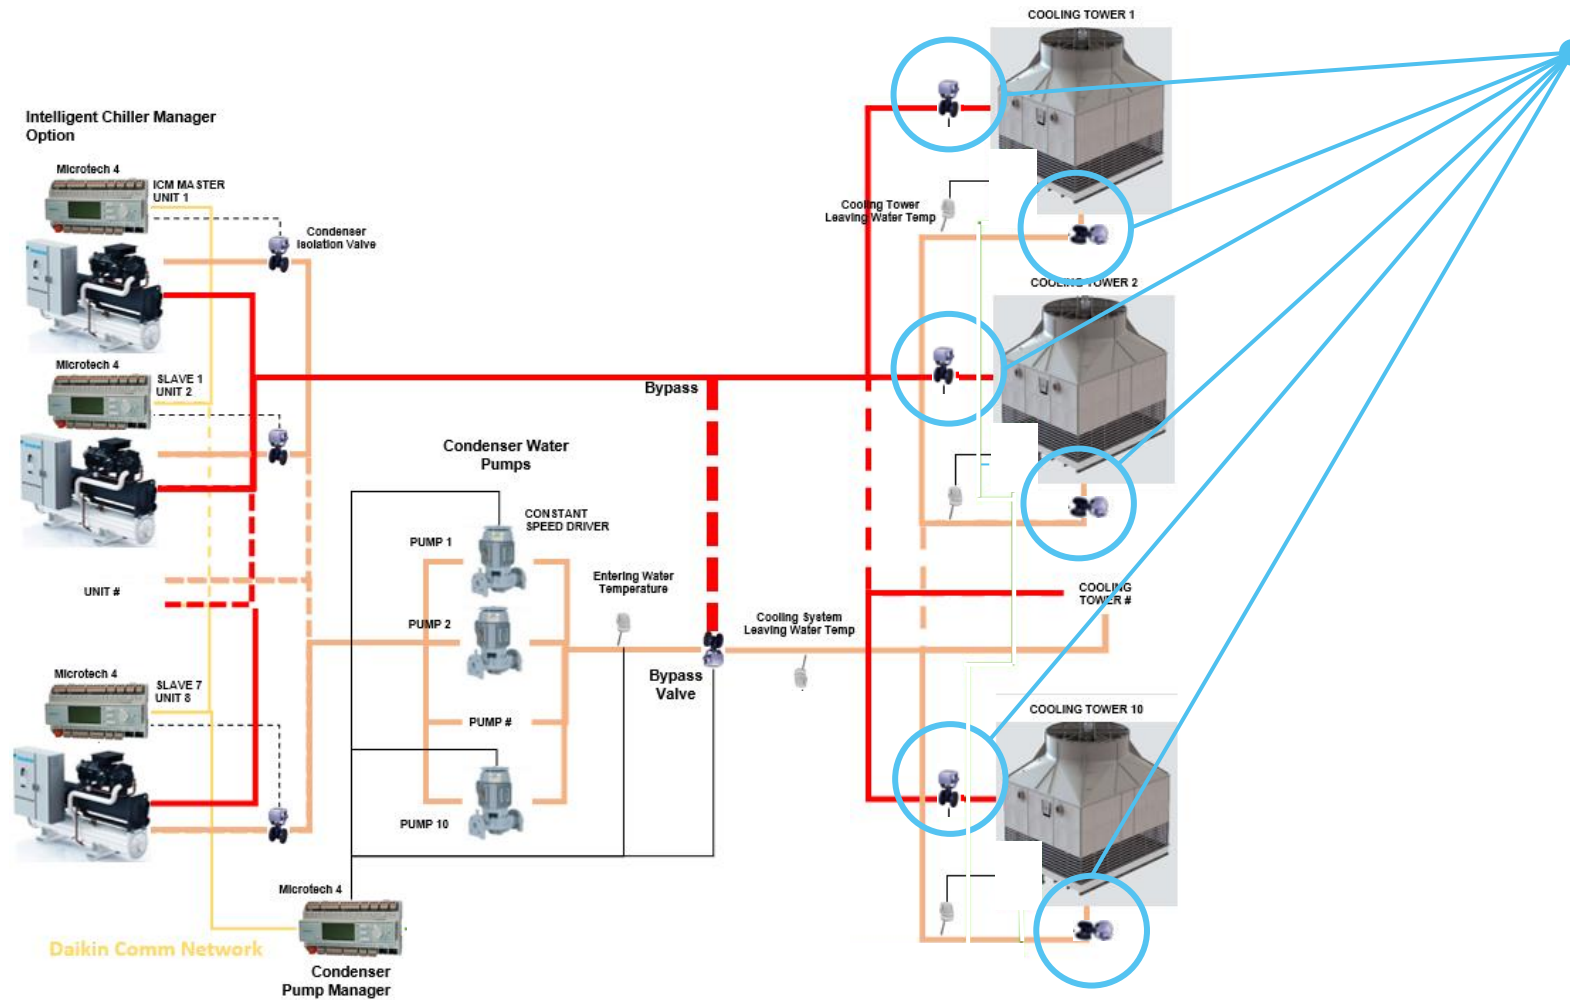 COOLING TOWER 1
Intelligent Chiller Manager
Option
Microtech 4
ICM MASTER
UNIT 1
Condenser
Isolation Valve
Cooling Tower
Leaving Water Temp
COOLING TOWER 2
Microtech 4
SLAVE 1
UNIT 2
Bypass
Condenser Water
Pumps
CONSTANT
SPEED DRIVER
PUMP 1
UNIT #
Entering Water
Temperature
COOLING
TOWER #
PUMP 2
Cooling System
Leaving Water Temp
Microtech 4
SLAVE 7
UNIT 8
Bypass
Valve
PUMP #
COOLING TOWER 10
PUMP 10
Microtech 4
Daikin Comm Network
Condenser
Pump Manager